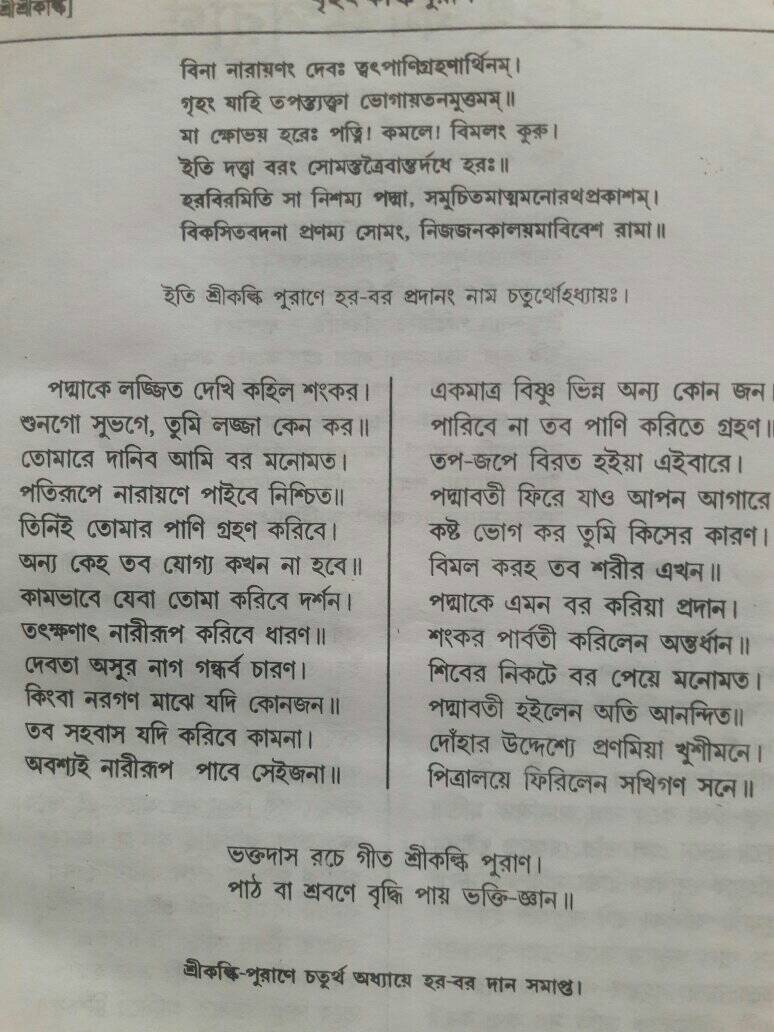 শ্রীশ্রীকল্কি]
বিনা নারায়ণং দেবঃ ত্বৎপাণিগ্রহণার্থিনম্।
গৃহং যাহি তপস্ত্যক্ত্বা ভোগায়তনমুত্তমম্॥
মা ক্ষোভয় হরেঃ পত্নি! কমলে! বিমলং কুরু।
ইতি দত্ত্বা বরং সোমস্তত্রৈবান্তর্দধে হরঃ॥
হরবিরমিতি সা নিশম্য পদ্মা, সমুচিতমাত্মমনোরথপ্রকাশম্।
বিকসিতবদনা প্রণম্য সোমং, নিজজনকালয়মাবিবেশ রামা॥
ইতি শ্রীকল্কি পুরাণে হর-বর প্রদানং নাম চতুর্থোঽধ্যায়ঃ।
পদ্মাকে লজ্জিত দেখি কহিল শংকর।
শুনগো সুভগে, তুমি লজ্জা কেন কর॥
তোমারে দানিব আমি বর মনোমত।
পতিরূপে নারায়ণে পাইবে নিশ্চিত॥
তিনিই তোমার পাণি গ্রহণ করিবে।
অন্য কেহ তব যোগ্য কখন না হবে॥
কামভাবে যেবা তোমা করিবে দর্শন।
তৎক্ষণাৎ নারীরূপ করিবে ধারণ॥
দেবতা অসুর নাগ গন্ধর্ব চারণ।
কিংবা নরগণ মাঝে যদি কোনজন॥
তব সহবাস যদি করিবে কামনা।
অবশ্যই নারীরূপ পাবে সেইজনা॥
একমাত্র বিষ্ণু ভিন্ন অন্য কোন জন।
পারিবে না তব পাণি করিতে গ্রহণ॥
তপ-জপে বিরত হইয়া এইবারে।
পদ্মাবতী ফিরে যাও আপন আগারে
কষ্ট ভোগ কর তুমি কিসের কারণ।
বিমল করহ তব শরীর এখন॥
পদ্মাকে এমন বর করিয়া প্রদান।
শংকর পার্বতী করিলেন অন্তর্ধান॥
শিবের নিকটে বর পেয়ে মনোমত।
পদ্মাবতী হইলেন অতি আনন্দিত॥
দোঁহার উদ্দেশ্যে প্রণমিয়া খুশীমনে।
পিত্রালয়ে ফিরিলেন সখিগণ সনে॥
ভক্তদাস রচে গীত শ্রীকল্কি পুরাণ।
পাঠ বা শ্রবণে বৃদ্ধি পায় ভক্তি-জ্ঞান॥
শ্রীকল্কি-পুরাণে চতুর্থ অধ্যায়ে হর-বর দান সমাপ্ত।